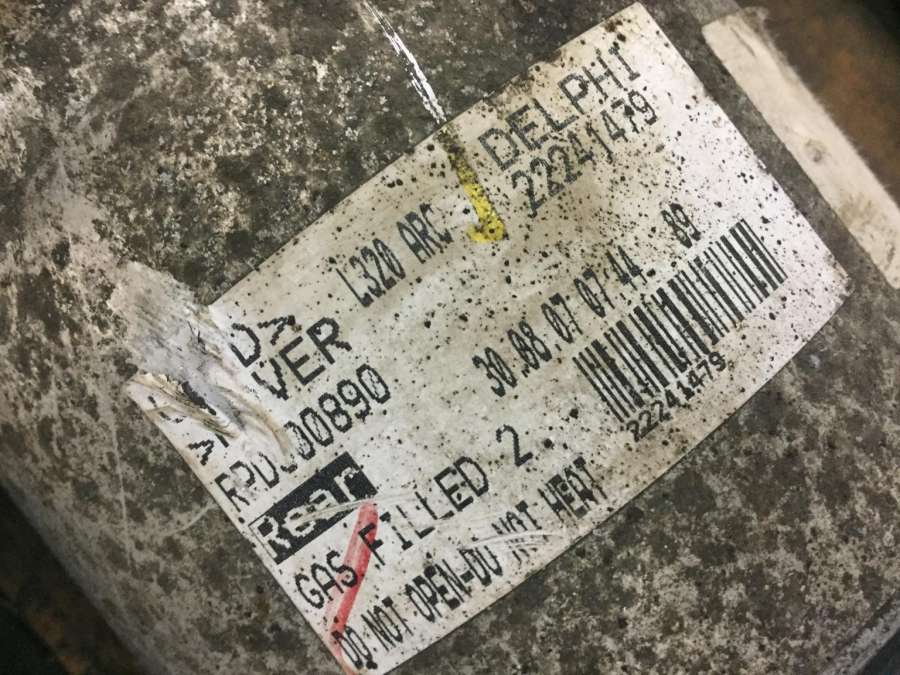 L320 ARC
DELPHI
22241479
VER
RPD500890
30.08.07 07:44 89
Rear
GAS FILLED 2.
22241479
DO NOT OPEN-DO NOT HEAT